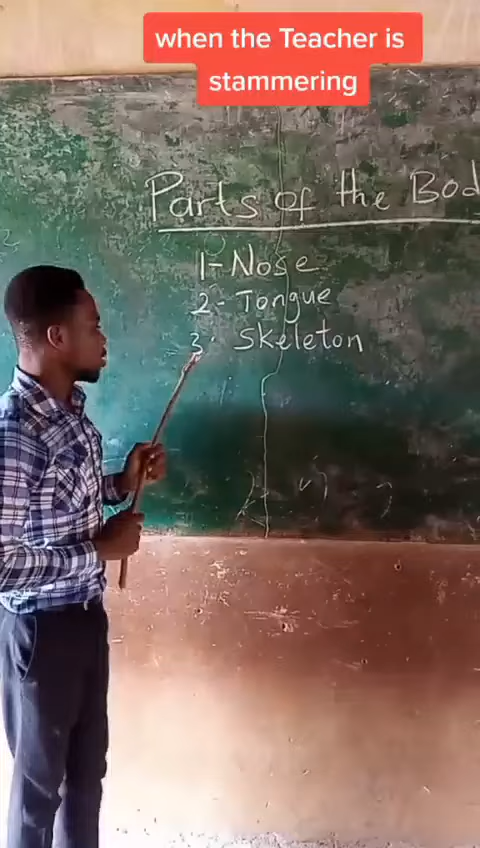 when the Teacher is
stammering
Parts of the Bod
1- Nose
2- Tongue
3. Skeleton